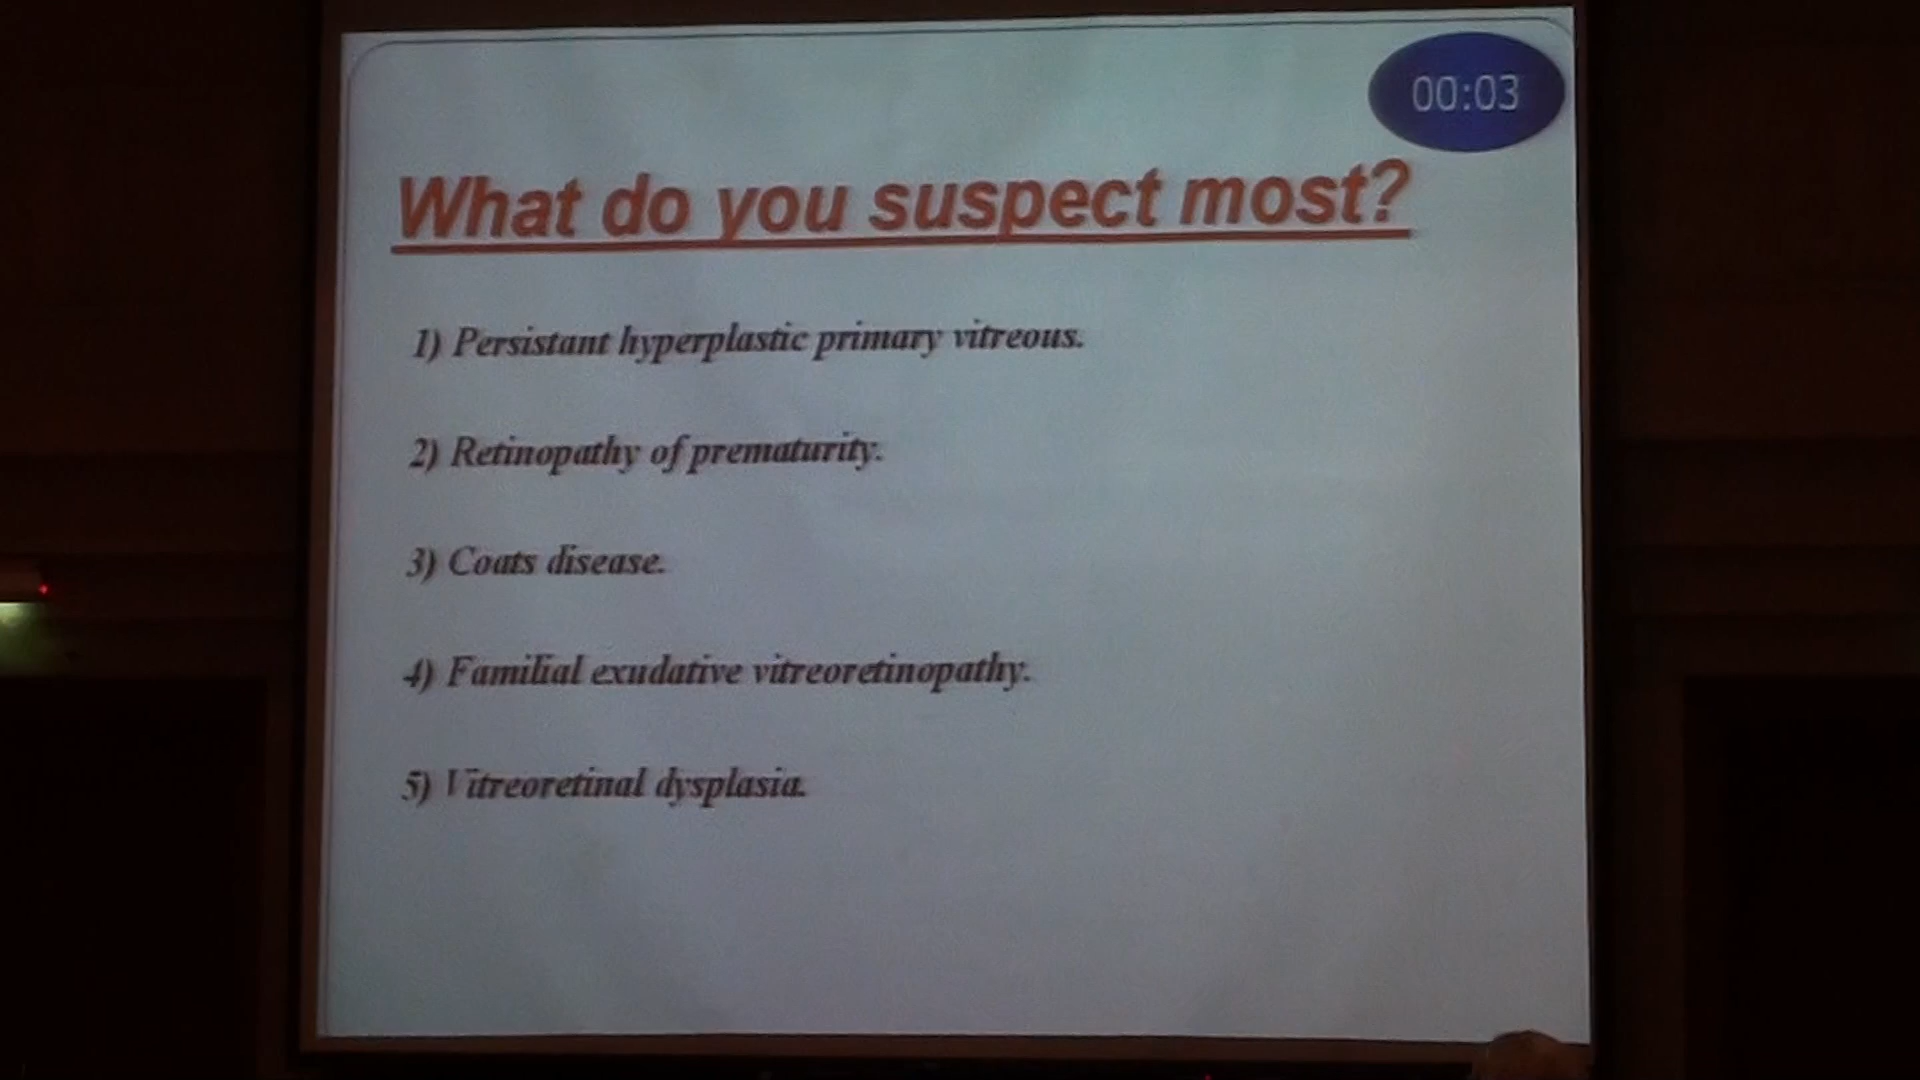 00:03
What do you suspect most?
1) Persistant hyperplastic primary vitreous.
2) Retinopathy of prematurity.
3) Coats disease.
4) Familial exudative vitreoretinopathy.
5) Vitreoretinal dysplasia.